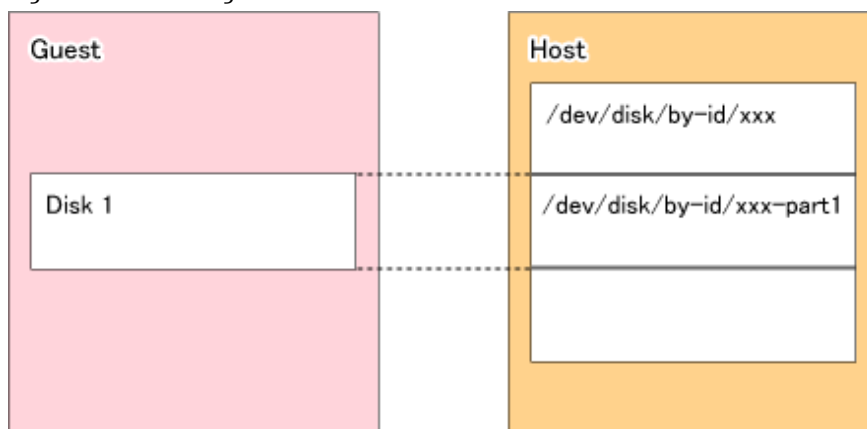 Guest
Host
/dev/disk/by-id/xxx
Disk 1
/dev/disk/by-id/xxx-part1